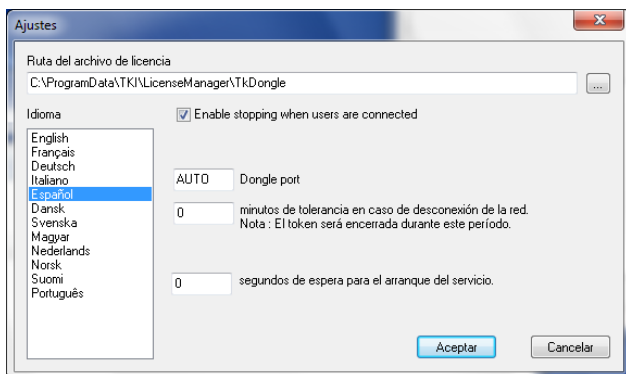 Ajustes
Ruta del archivo de licencia
C:\ProgramData\TKI\LicenseManager\TkDongle
...
Idioma
Enable stopping when users are connected
English
Français
Deutsch
Italiano
Español
Dansk
Svenska
Magyar
Nederlands
Norsk
Suomi
Português
AUTO Dongle port
0 minutos de tolerancia en caso de desconexión de la red.
Nota : El token será encerrada durante este período.
0 segundos de espera para el arranque del servicio.
Aceptar
Cancelar